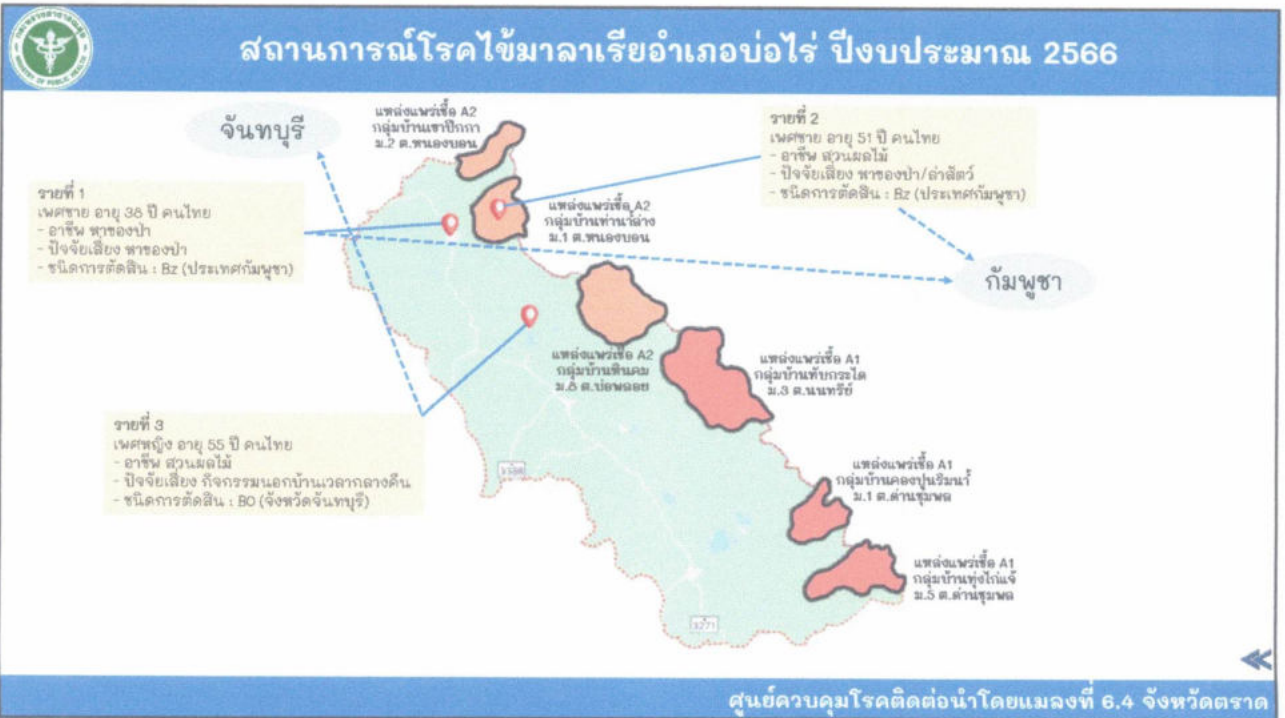 สถานการณ์โรคไข้มาลาเรียอำเภอบ่อไร่ ปีงบประมาณ 2566
จันทบุรี
แหล่งแพร่เชื้อ A2
กลุ่มบ้านเขาปึกกา
ม.2 ต.หนองบอน
รายที่ 2
เพศชาย อายุ 51 ปี คนไทย
- อาชีพ สวนผลไม้
- ปัจจัยเสี่ยง หาของป่า/ล่าสัตว์
- ชนิดการตัดสิน : Bz (ประเทศกัมพูชา)
รายที่ 1
เพศชาย อายุ 38 ปี คนไทย
- อาชีพ หาของป่า
- ปัจจัยเสี่ยง หาของป่า
- ชนิดการตัดสิน : Bz (ประเทศกัมพูชา)
แหล่งแพร่เชื้อ A2
กลุ่มบ้านท่าน้ำล่าง
ม.1 ต.หนองบอน
กัมพูชา
แหล่งแพร่เชื้อ A2
กลุ่มบ้านหินคม
ม.8 ต.บ่อพลอย
แหล่งแพร่เชื้อ A1
กลุ่มบ้านทับกระได
ม.3 ต.นนทรีย์
รายที่ 3
เพศหญิง อายุ 55 ปี คนไทย
- อาชีพ สวนผลไม้
- ปัจจัยเสี่ยง กิจกรรมนอกบ้านเวลากลางคืน
- ชนิดการตัดสิน : BO (จังหวัดจันทบุรี)
แหล่งแพร่เชื้อ A1
กลุ่มบ้านคลองปูนริมน้ำ
ม.1 ต.ด่านชุมพล
แหล่งแพร่เชื้อ A1
กลุ่มบ้านทุ่งไก่แจ้
ม.5 ต.ด่านชุมพล
3271
ศูนย์ควบคุมโรคติดต่อนำโดยแมลงที่ 6.4 จังหวัดตราด